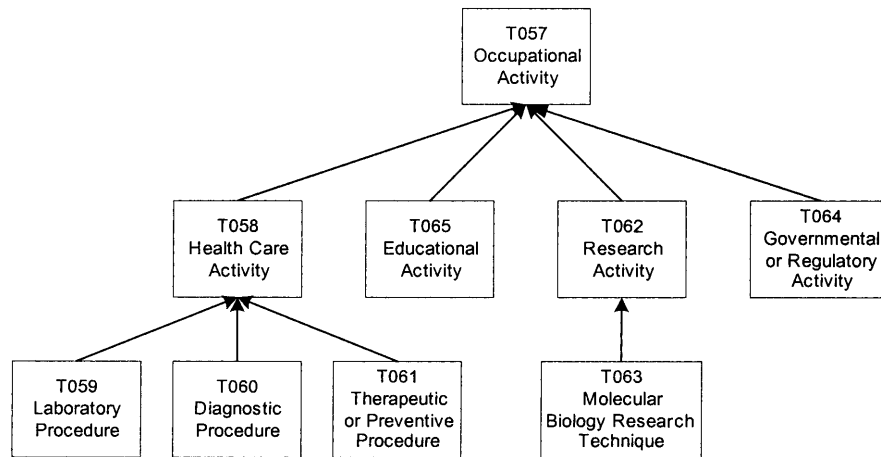 T057
Occupational
Activity
T058
Health Care
Activity
T065
Educational
Activity
T062
Research
Activity
T064
Governmental
or Regulatory
Activity
T059
Laboratory
Procedure
T060
Diagnostic
Procedure
T061
Therapeutic
or Preventive
Procedure
T063
Molecular
Biology Research
Technique